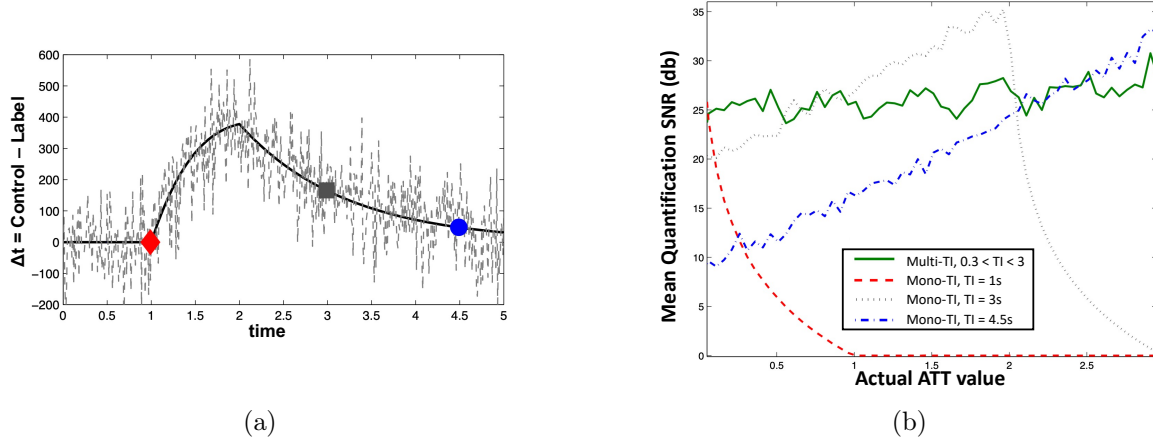 600
500
400
300
200
100
0
−100
−200
0 0.5 1 1.5 2 2.5 3 3.5 4 4.5 5
time
Δt = Control – Label
(a)
35
30
25
20
15
10
5
0
0.5 1 1.5 2 2.5
Actual ATT value
Mean Quantification SNR (db)
Multi-TI, 0.3 < TI < 3
Mono-TI, TI = 1s
Mono-TI, TI = 3s
Mono-TI, TI = 4.5s
(b)